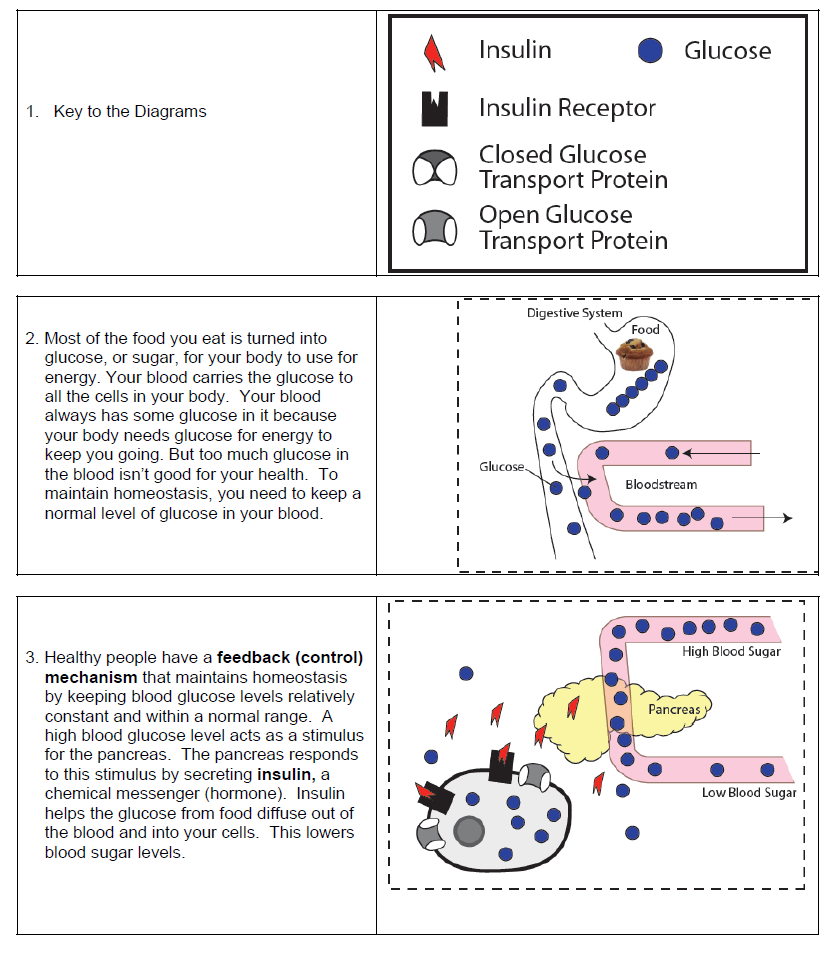 1. Key to the Diagrams
Insulin
Glucose
Insulin Receptor
Closed Glucose
Transport Protein
Open Glucose
Transport Protein
2. Most of the food you eat is turned into
glucose, or sugar, for your body to use for
energy. Your blood carries the glucose to
all the cells in your body. Your blood
always has some glucose in it because
your body needs glucose for energy to
keep you going. But too much glucose in
the blood isn't good for your health. To
maintain homeostasis, you need to keep a
normal level of glucose in your blood.
Digestive System
Food
Glucose
Bloodstream
3. Healthy people have a feedback (control)
mechanism that maintains homeostasis
by keeping blood glucose levels relatively
constant and within a normal range. A
high blood glucose level acts as a stimulus
for the pancreas. The pancreas responds
to this stimulus by secreting insulin, a
chemical messenger (hormone). Insulin
helps the glucose from food diffuse out of
the blood and into your cells. This lowers
blood sugar levels.
High Blood Sugar
Pancreas
Low Blood Sugar